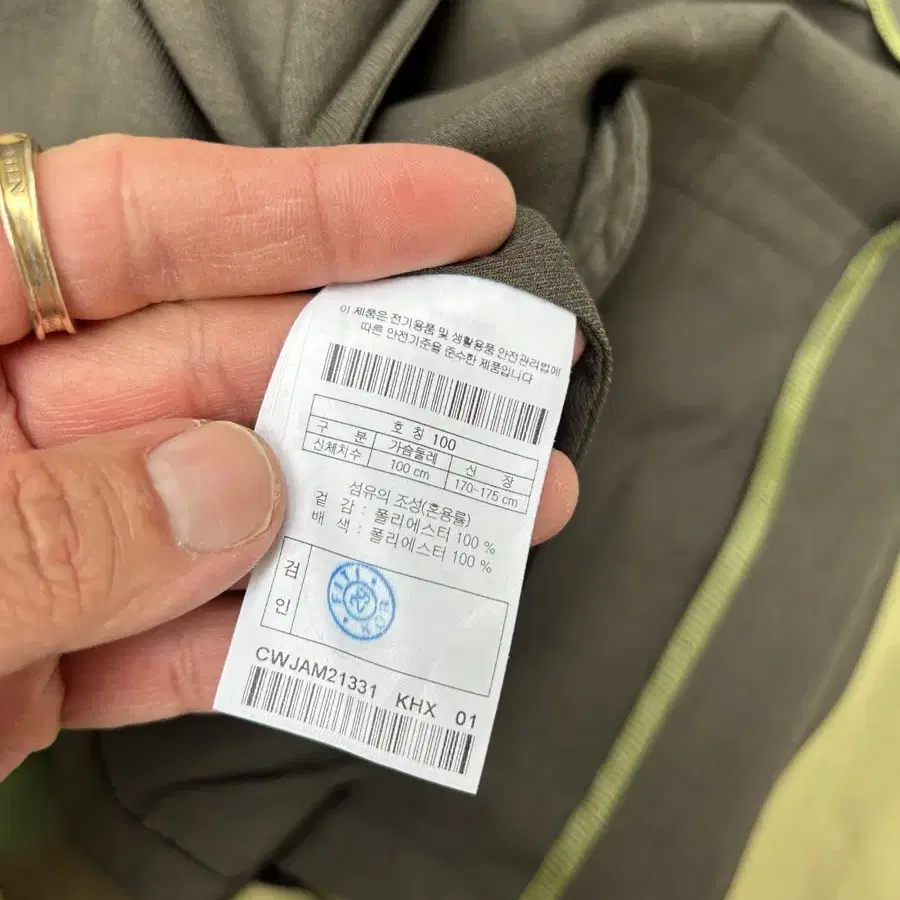 이 제품은 전기용품 및 생활용품 안전관리법에
따른 안전기준을 준수한 제품입니다
호 칭 100
구 분 가슴둘레 신 장
신체치수 100 cm 170-175 cm
섬유의 조성(혼용률)
겉 감 : 폴리에스터 100 %
배 색 : 폴리에스터 100 %
검
인
FITI
KOR
CWJAM21331 KHX 01